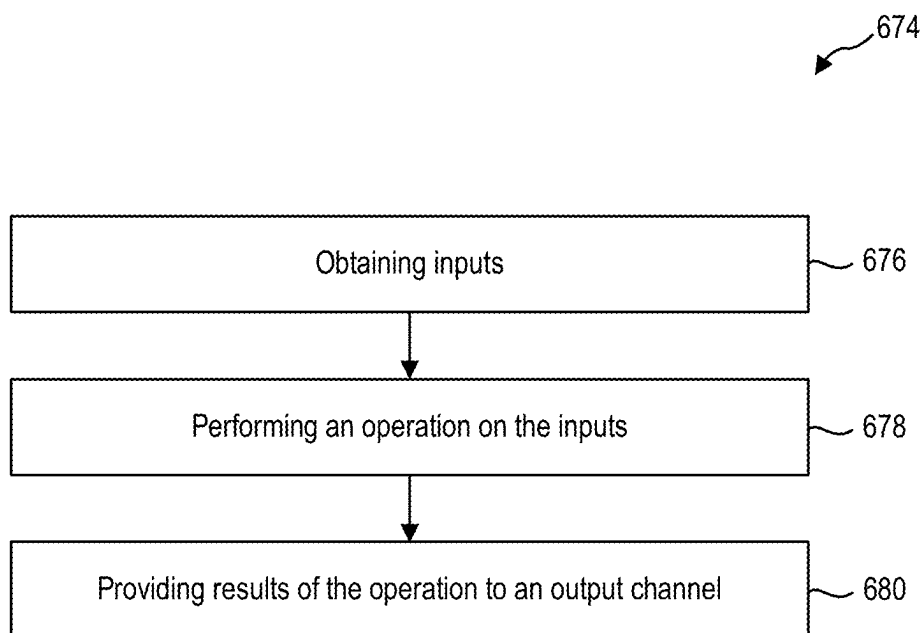 674
Obtaining inputs
676
Performing an operation on the inputs
678
Providing results of the operation to an output channel
680